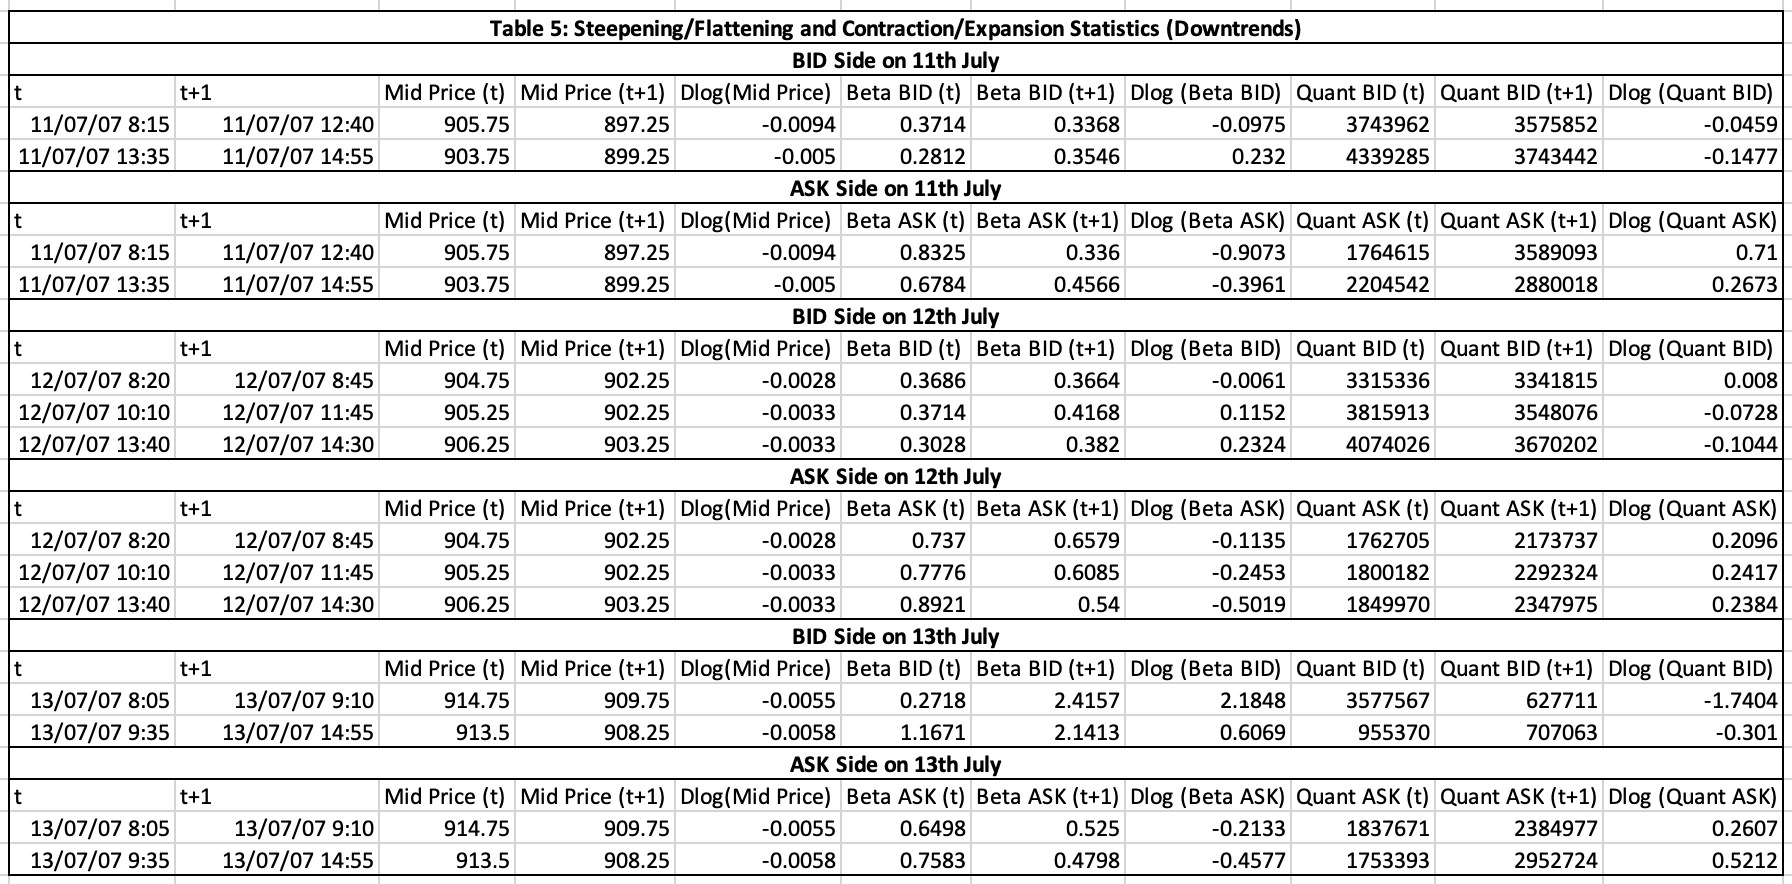 Table 5: Steepening/Flattening and Contraction/Expansion Statistics (Downtrends)
BID Side on 11th July
t t+1 Mid Price (t) Mid Price (t+1) Dlog(Mid Price) Beta BID (t) Beta BID (t+1) Dlog (Beta BID) Quant BID (t) Quant BID (t+1) Dlog (Quant BID)
11/07/07 8:15 11/07/07 12:40 905.75 897.25 -0.0094 0.3714 0.3368 -0.0975 3743962 3575852 -0.0459
11/07/07 13:35 11/07/07 14:55 903.75 899.25 -0.005 0.2812 0.3546 0.232 4339285 3743442 -0.1477
ASK Side on 11th July
t t+1 Mid Price (t) Mid Price (t+1) Dlog(Mid Price) Beta ASK (t) Beta ASK (t+1) Dlog (Beta ASK) Quant ASK (t) Quant ASK (t+1) Dlog (Quant ASK)
11/07/07 8:15 11/07/07 12:40 905.75 897.25 -0.0094 0.8325 0.336 -0.9073 1764615 3589093 0.71
11/07/07 13:35 11/07/07 14:55 903.75 899.25 -0.005 0.6784 0.4566 -0.3961 2204542 2880018 0.2673
BID Side on 12th July
t t+1 Mid Price (t) Mid Price (t+1) Dlog(Mid Price) Beta BID (t) Beta BID (t+1) Dlog (Beta BID) Quant BID (t) Quant BID (t+1) Dlog (Quant BID)
12/07/07 8:20 12/07/07 8:45 904.75 902.25 -0.0028 0.3686 0.3664 -0.0061 3315336 3341815 0.008
12/07/07 10:10 12/07/07 11:45 905.25 902.25 -0.0033 0.3714 0.4168 0.1152 3815913 3548076 -0.0728
12/07/07 13:40 12/07/07 14:30 906.25 903.25 -0.0033 0.3028 0.382 0.2324 4074026 3670202 -0.1044
ASK Side on 12th July
t t+1 Mid Price (t) Mid Price (t+1) Dlog(Mid Price) Beta ASK (t) Beta ASK (t+1) Dlog (Beta ASK) Quant ASK (t) Quant ASK (t+1) Dlog (Quant ASK)
12/07/07 8:20 12/07/07 8:45 904.75 902.25 -0.0028 0.737 0.6579 -0.1135 1762705 2173737 0.2096
12/07/07 10:10 12/07/07 11:45 905.25 902.25 -0.0033 0.7776 0.6085 -0.2453 1800182 2292324 0.2417
12/07/07 13:40 12/07/07 14:30 906.25 903.25 -0.0033 0.8921 0.54 -0.5019 1849970 2347975 0.2384
BID Side on 13th July
t t+1 Mid Price (t) Mid Price (t+1) Dlog(Mid Price) Beta BID (t) Beta BID (t+1) Dlog (Beta BID) Quant BID (t) Quant BID (t+1) Dlog (Quant BID)
13/07/07 8:05 13/07/07 9:10 914.75 909.75 -0.0055 0.2718 2.4157 2.1848 3577567 627711 -1.7404
13/07/07 9:35 13/07/07 14:55 913.5 908.25 -0.0058 1.1671 2.1413 0.6069 955370 707063 -0.301
ASK Side on 13th July
t t+1 Mid Price (t) Mid Price (t+1) Dlog(Mid Price) Beta ASK (t) Beta ASK (t+1) Dlog (Beta ASK) Quant ASK (t) Quant ASK (t+1) Dlog (Quant ASK)
13/07/07 8:05 13/07/07 9:10 914.75 909.75 -0.0055 0.6498 0.525 -0.2133 1837671 2384977 0.2607
13/07/07 9:35 13/07/07 14:55 913.5 908.25 -0.0058 0.7583 0.4798 -0.4577 1753393 2952724 0.5212